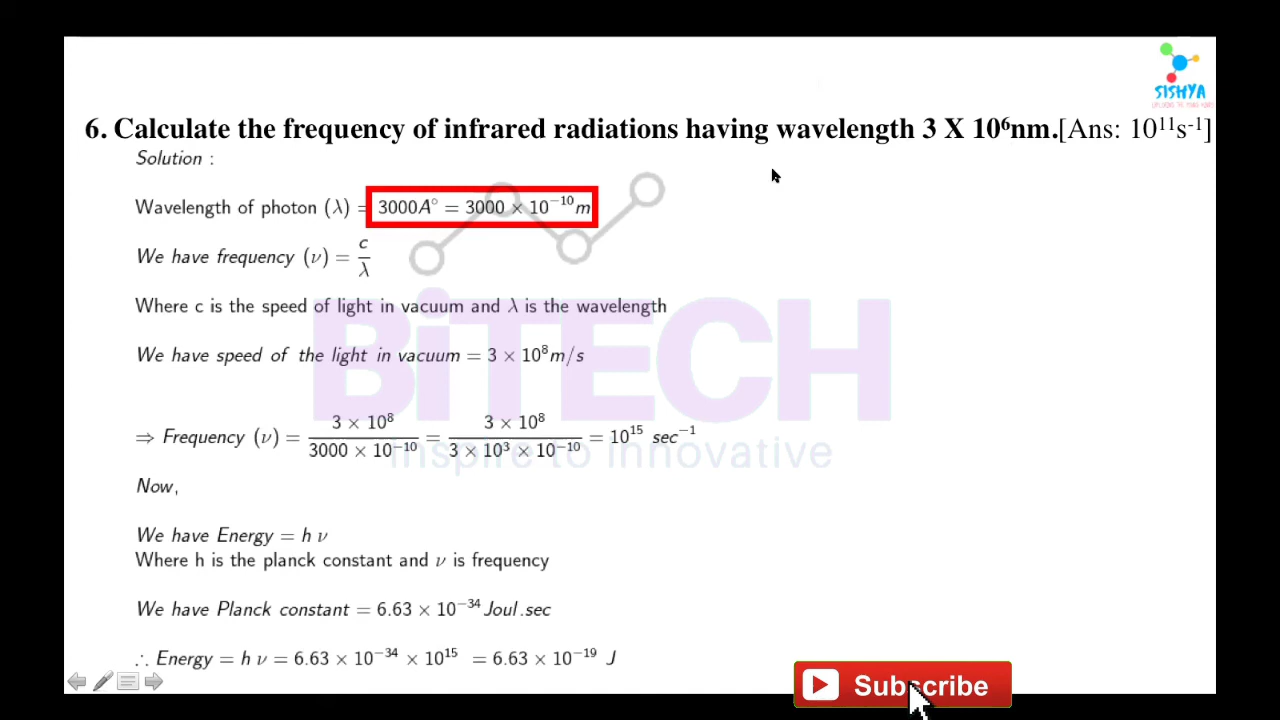 SISHYA
6. Calculate the frequency of infrared radiations having wavelength 3 X 10⁶nm.[Ans: 10¹¹s⁻¹]
Solution :
Wavelength of photon (λ) = 3000A° = 3000 × 10⁻¹⁰m
We have frequency (ν) = c/λ
Where c is the speed of light in vacuum and λ is the wavelength
We have speed of the light in vacuum = 3 × 10⁸m/s
BiTECH
⇒ Frequency (ν) = 3 × 10⁸ / 3000 × 10⁻¹⁰ = 3 × 10⁸ / 3 × 10³ × 10⁻¹⁰ = 10¹⁵ sec⁻¹
Inspire to innovative
Now,
We have Energy = h ν
Where h is the planck constant and ν is frequency
We have Planck constant = 6.63 × 10⁻³⁴ Joul.sec
∴ Energy = h ν = 6.63 × 10⁻³⁴ × 10¹⁵ = 6.63 × 10⁻¹⁹ J
Subscribe